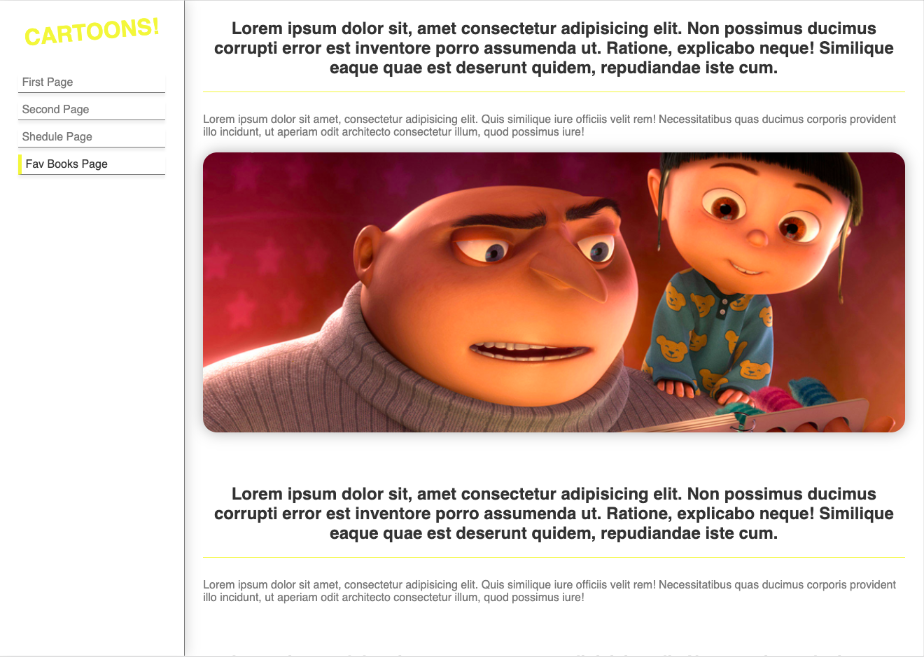 CARTOONS!
First Page
Second Page
Shedule Page
Fav Books Page
Lorem ipsum dolor sit, amet consectetur adipisicing elit. Non possimus ducimus
corrupti error est inventore porro assumenda ut. Ratione, explicabo neque! Similique
eaque quae est deserunt quidem, repudiandae iste cum.
Lorem ipsum dolor sit amet, consectetur adipisicing elit. Quis similique iure officiis velit rem! Necessitatibus quas ducimus corporis provident
illo incidunt, ut aperiam odit architecto consectetur illum, quod possimus iure!
Lorem ipsum dolor sit, amet consectetur adipisicing elit. Non possimus ducimus
corrupti error est inventore porro assumenda ut. Ratione, explicabo neque! Similique
eaque quae est deserunt quidem, repudiandae iste cum.
Lorem ipsum dolor sit amet, consectetur adipisicing elit. Quis similique iure officiis velit rem! Necessitatibus quas ducimus corporis provident
illo incidunt, ut aperiam odit architecto consectetur illum, quod possimus iure!